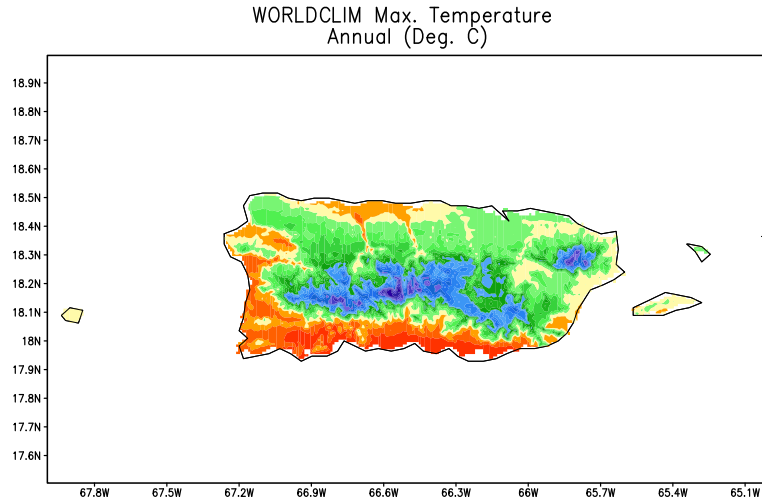 WORLDCLIM Max. Temperature
Annual (Deg. C)
18.9N
18.8N
18.7N
18.6N
18.5N
18.4N
18.3N
18.2N
18.1N
18N
17.9N
17.8N
17.7N
17.6N
67.8W 67.5W 67.2W 66.9W 66.6W 66.3W 66W 65.7W 65.4W 65.1W